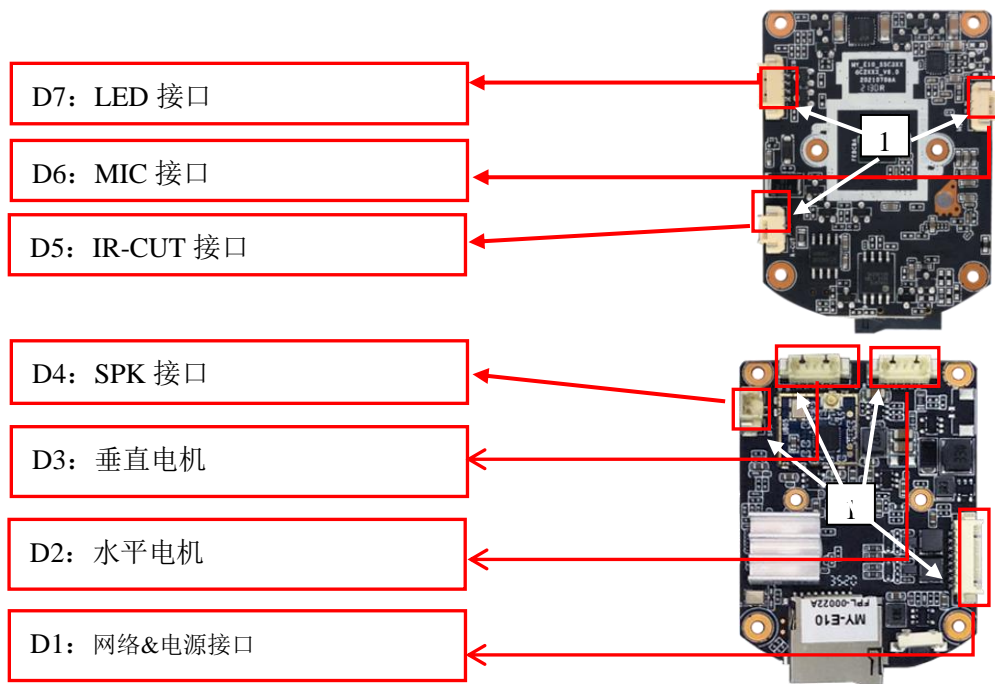 D7：LED 接口
D6：MIC 接口
D5：IR-CUT 接口
1
D4：SPK 接口
D3：垂直电机
D2：水平电机
D1：网络&电源接口
1
MY-E10
FPL-00022A